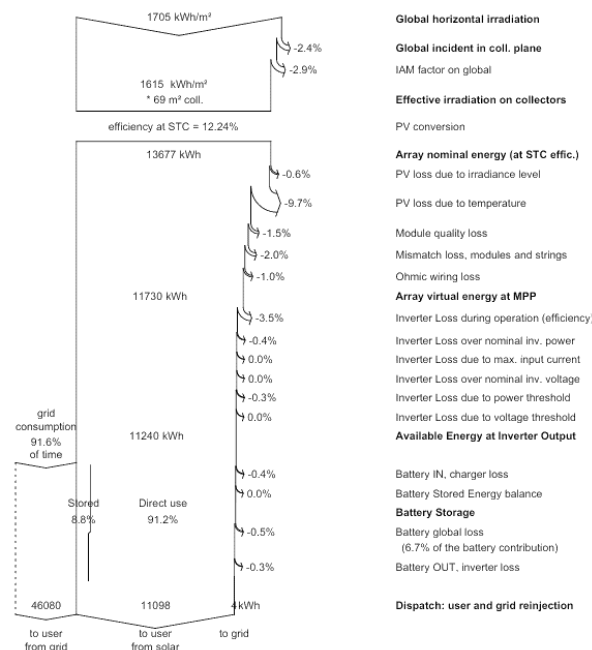 1705 kWh/m²
Global horizontal irradiation
-2.4%
Global incident in coll. plane
-2.9%
IAM factor on global
1615 kWh/m²
* 69 m² coll.
Effective irradiation on collectors
efficiency at STC = 12.24%
PV conversion
13677 kWh
Array nominal energy (at STC effic.)
-0.6%
PV loss due to irradiance level
-9.7%
PV loss due to temperature
-1.5%
Module quality loss
-2.0%
Mismatch loss, modules and strings
-1.0%
Ohmic wiring loss
11730 kWh
Array virtual energy at MPP
-3.5%
Inverter Loss during operation (efficiency)
-0.4%
Inverter Loss over nominal inv. power
0.0%
Inverter Loss due to max. input current
0.0%
Inverter Loss over nominal inv. voltage
-0.3%
Inverter Loss due to power threshold
0.0%
Inverter Loss due to voltage threshold
grid
consumption
91.6%
of time
11240 kWh
Available Energy at Inverter Output
-0.4%
Battery IN, charger loss
0.0%
Battery Stored Energy balance
Stored
8.8%
Direct use
91.2%
Battery Storage
-0.5%
Battery global loss
(6.7% of the battery contribution)
-0.3%
Battery OUT, inverter loss
46080
11098
4 kWh
Dispatch: user and grid reinjection
to user
from grid
to user
from solar
to grid